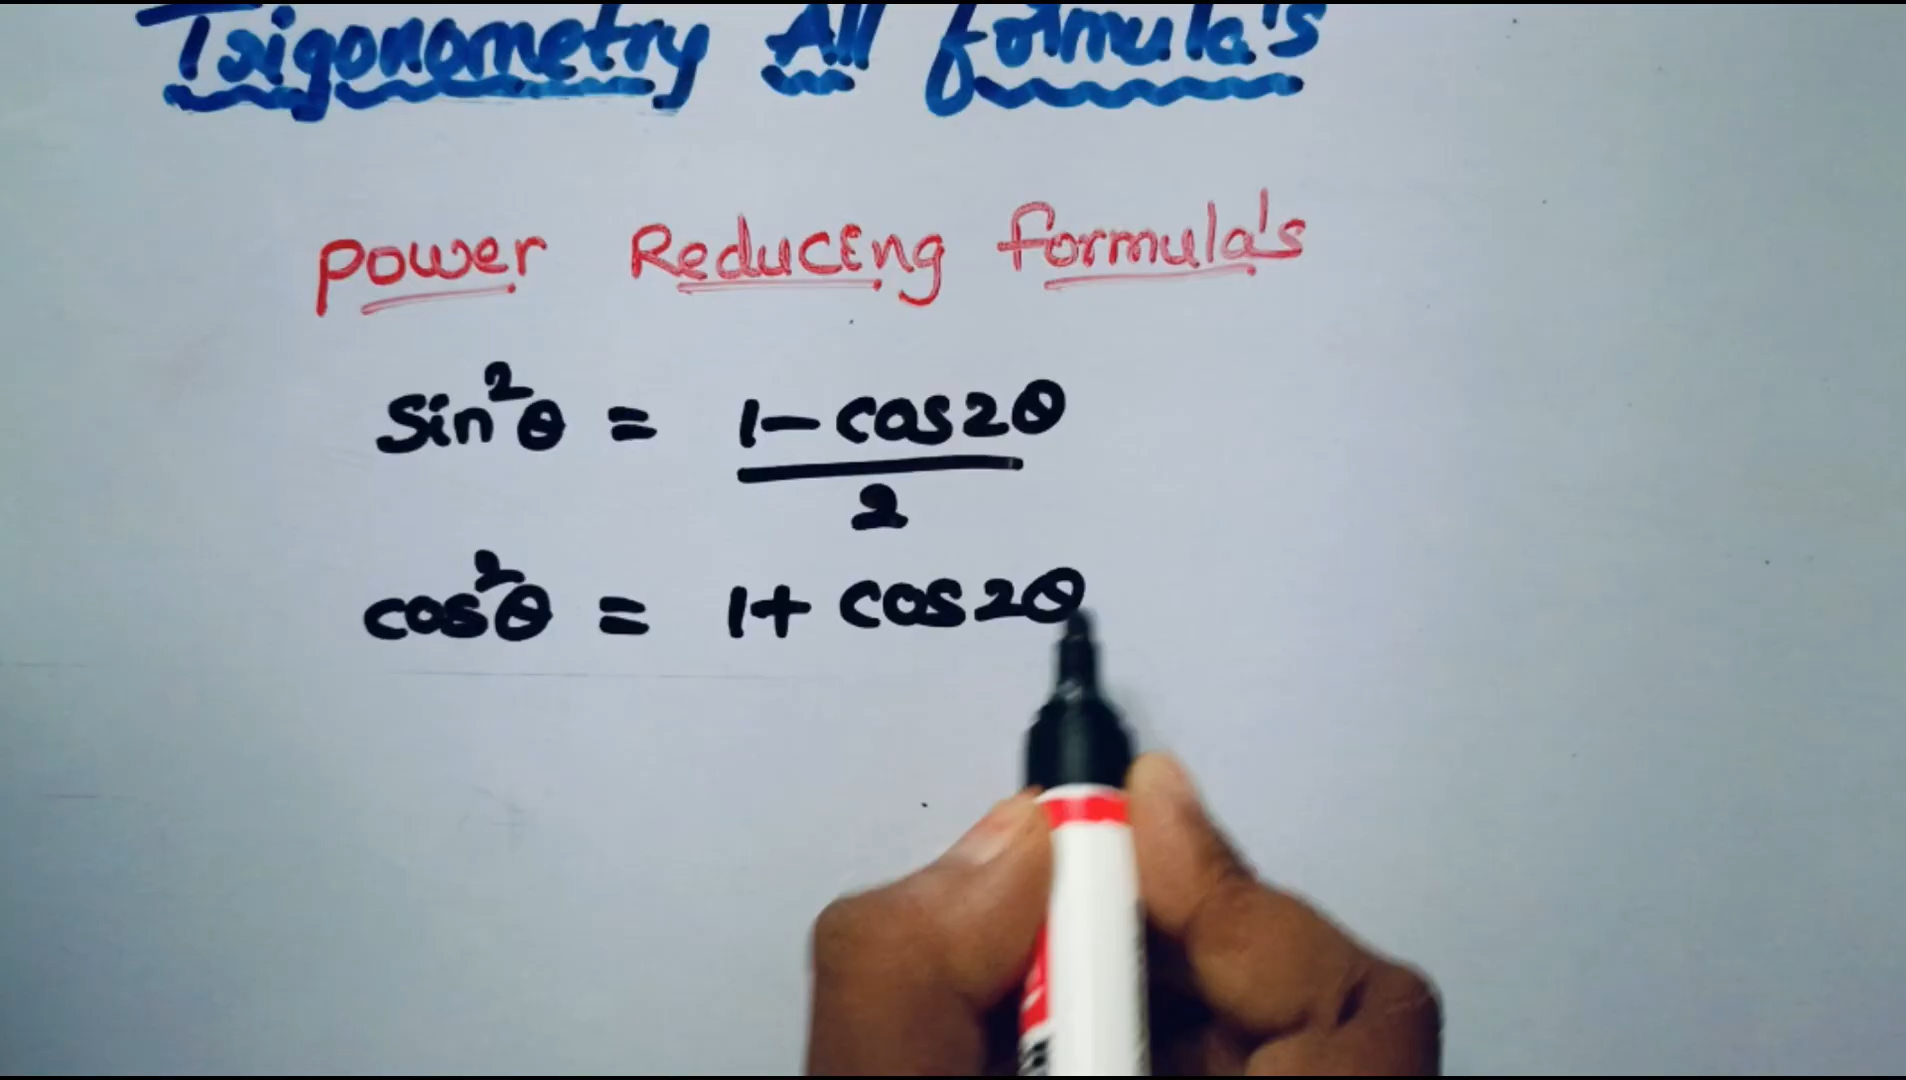 Trigonometry All formula's
Power Reducing formula's
Sin²θ = 1 - cos2θ
2
cos²θ = 1 + cos2θ